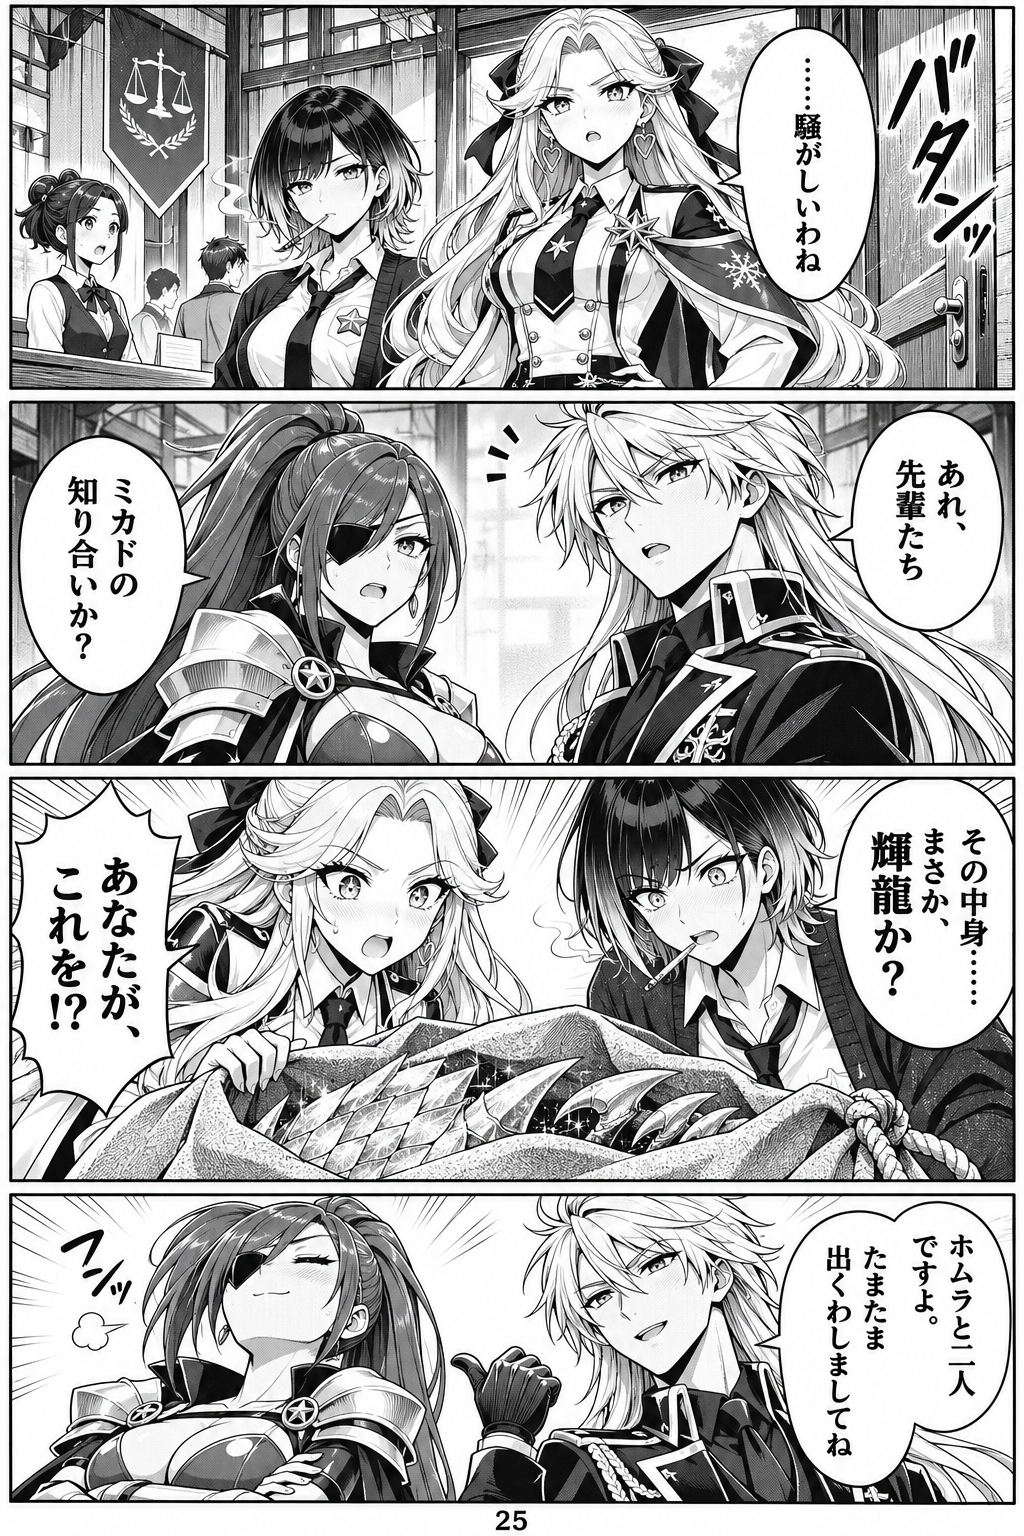 バタンッ
……騒がしいわね
あれ、
先輩たち
ミカドの
知り合いか？
その中身……
まさか、
輝龍か？
あなたが、
これを!?
ホムラと二人
ですよ。
たまたま
出くわしましてね
フンッ
25